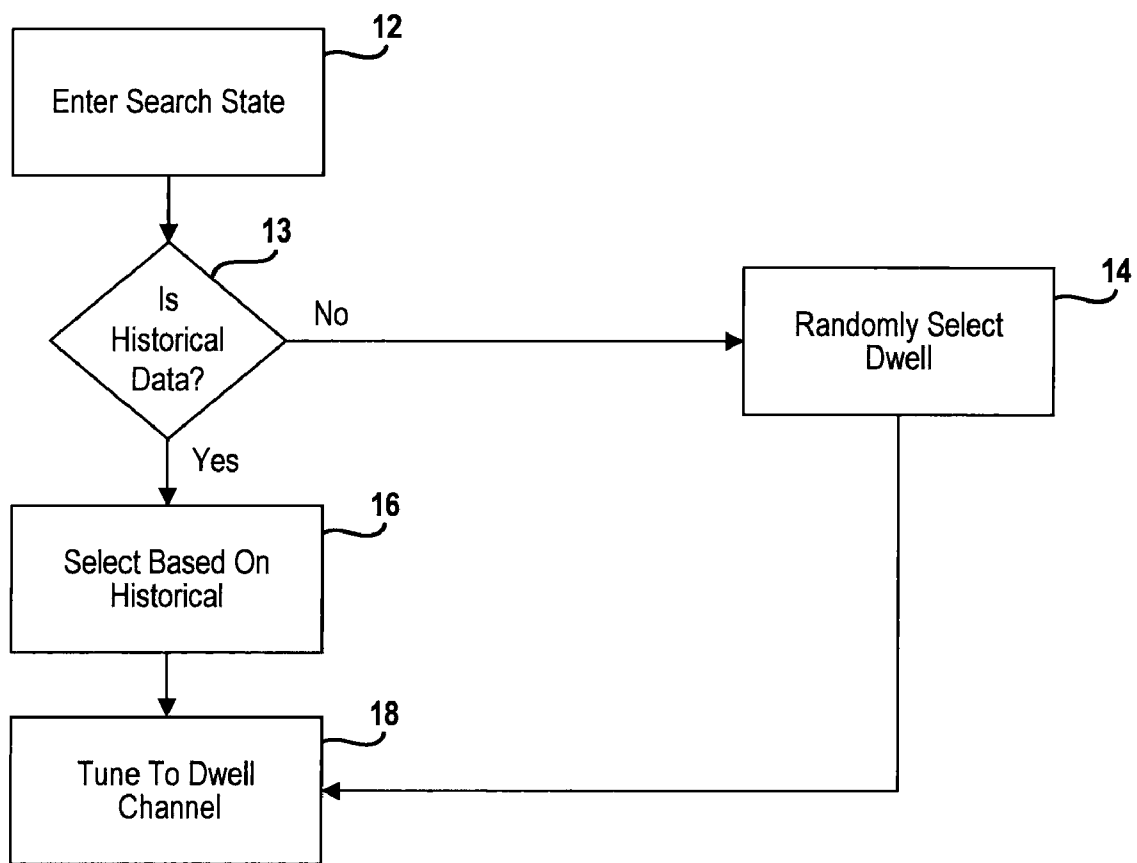 12
Enter Search State
13
Is
Historical
Data?
No
14
Randomly Select
Dwell
Yes
16
Select Based On
Historical
18
Tune To Dwell
Channel